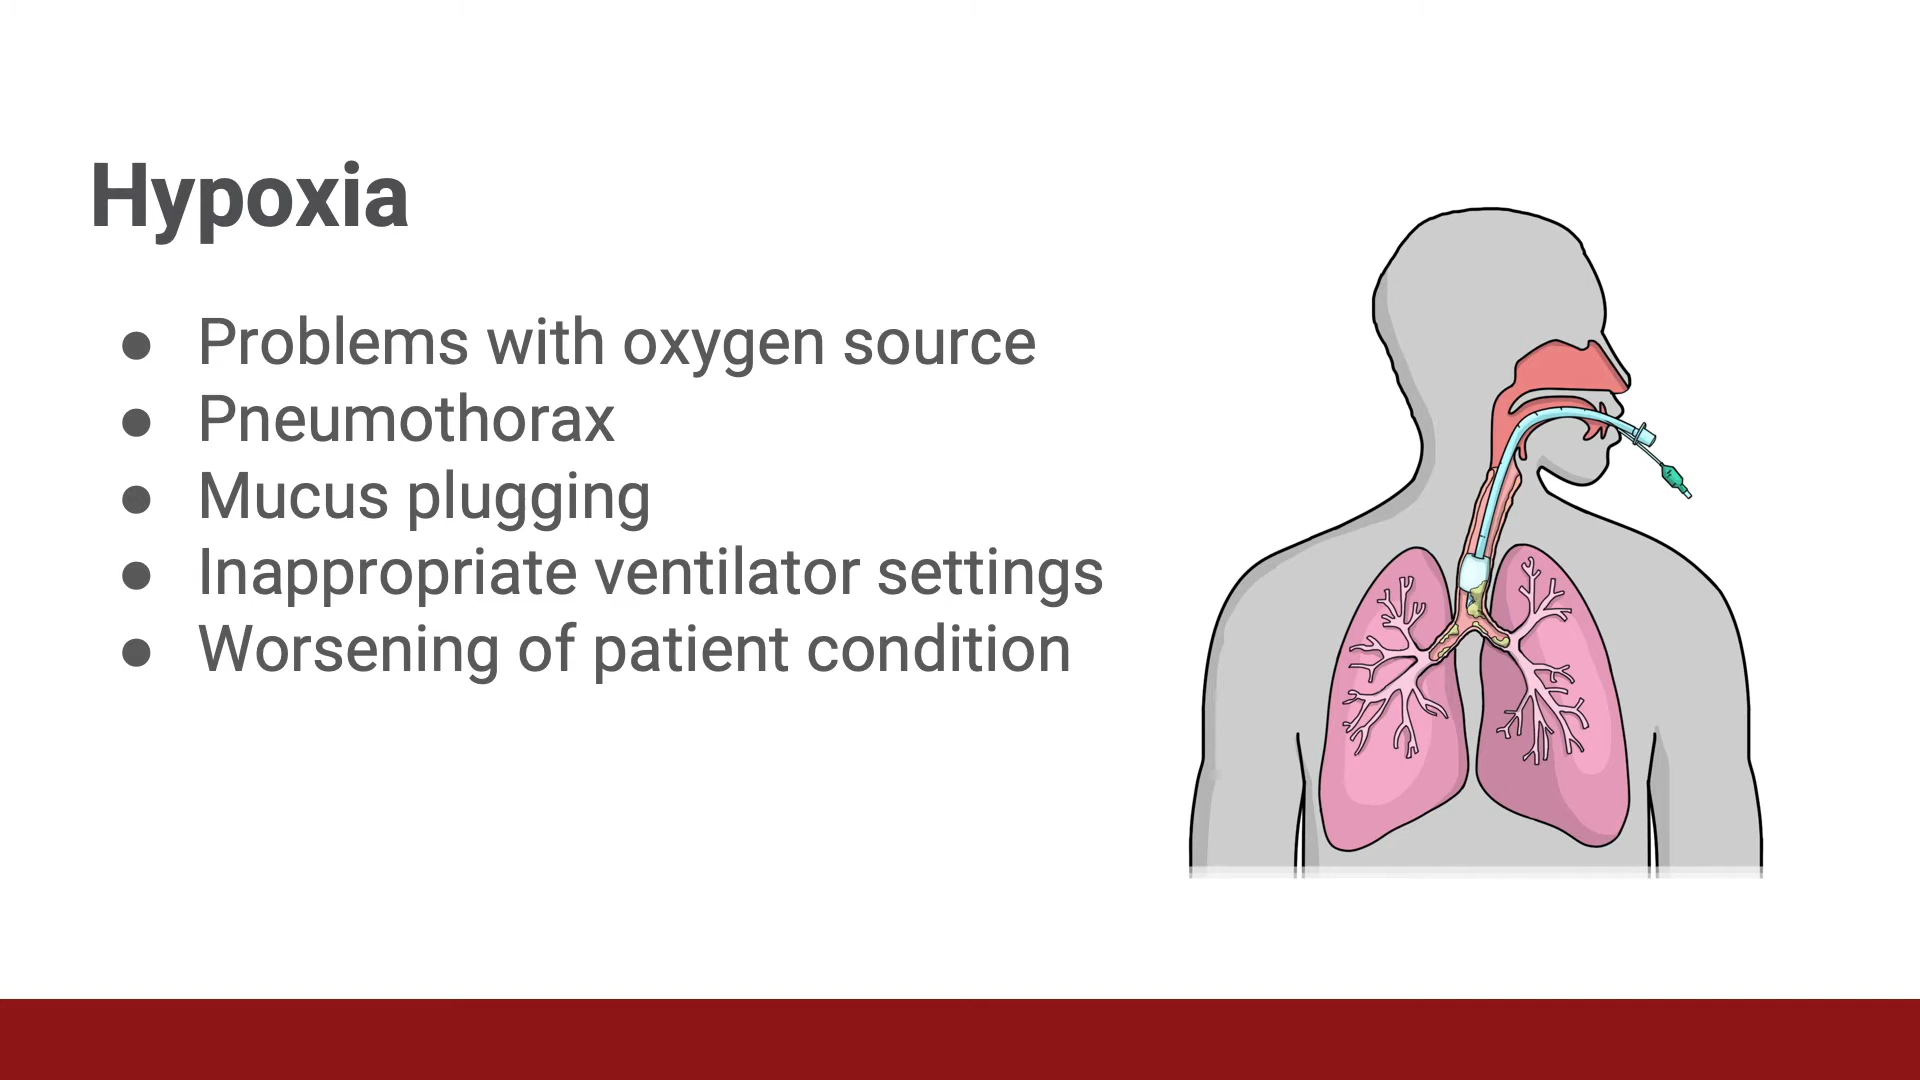 Hypoxia
● Problems with oxygen source
● Pneumothorax
● Mucus plugging
● Inappropriate ventilator settings
● Worsening of patient condition